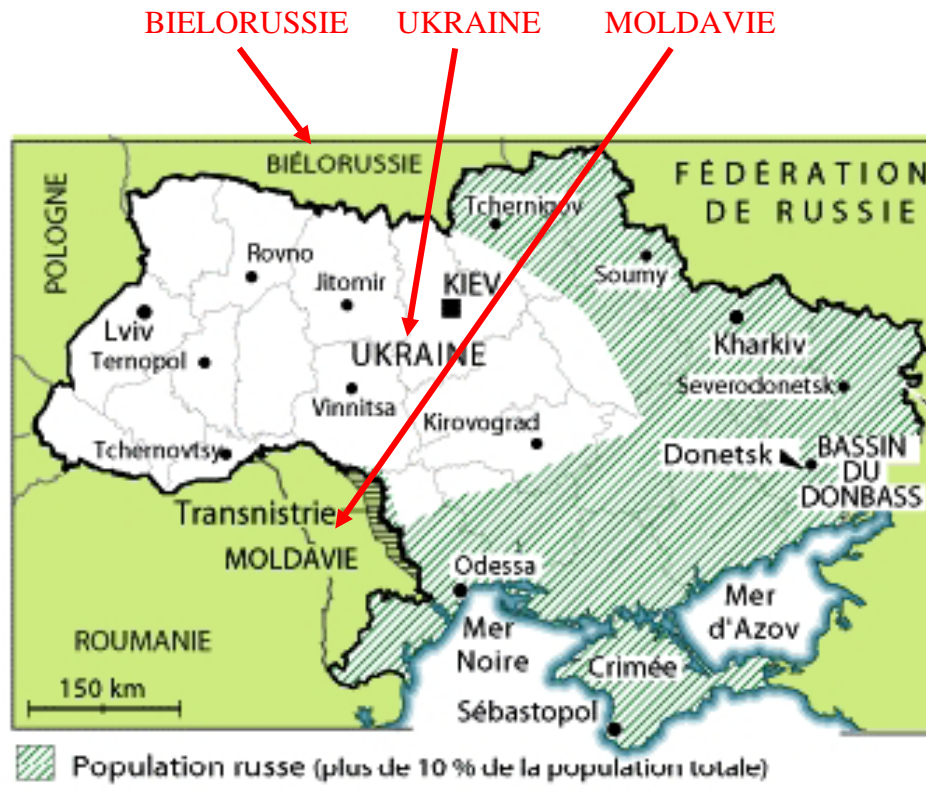 BIELORUSSIE UKRAINE MOLDAVIE
BIÉLORUSSIE
FÉDÉRATION
DE RUSSIE
POLOGNE
Tchernigov
Rovno
Soumy
Jitomir
KIEV
Lviv
Kharkiv
Ternopol
UKRAINE
Severodonetsk
Vinnitsa
Kirovograd
Tchernovtsy
Donetsk
BASSIN
DU
DONBASS
Transnistrie
MOLDAVIE
Odessa
Mer
d'Azov
ROUMANIE
Mer
Noire
Crimée
150 km
Sébastopol
Population russe (plus de 10 % de la population totale)